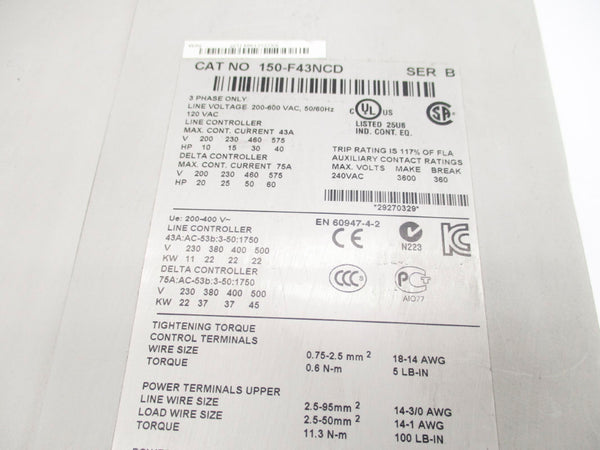 CAT NO 150-F43NCD SER B
3 PHASE ONLY
LINE VOLTAGE: 200-600 VAC, 50/60Hz
120 VAC
LINE CONTROLLER
MAX. CONT. CURRENT 43A
V 200 230 460 575
HP 10 15 30 40
DELTA CONTROLLER
MAX. CONT. CURRENT 75A
V 200 230 460 575
HP 20 25 50 60
C UL US
LISTED 25U6
IND. CONT. EQ.
TRIP RATING IS 117% OF FLA
AUXILIARY CONTACT RATINGS
MAX. VOLTS MAKE BREAK
240VAC 3600 360
*29270329*
Ue: 200-400 V~
LINE CONTROLLER
43A:AC-53b:3-50:1750
V 230 380 400 500
KW 11 22 22 22
DELTA CONTROLLER
75A:AC-53b:3-50:1750
V 230 380 400 500
KW 22 37 37 45
EN 60947-4-2
CE
N223
CCC
АЮ77
TIGHTENING TORQUE
CONTROL TERMINALS
WIRE SIZE 0.75-2.5 mm² 18-14 AWG
TORQUE 0.6 N-m 5 LB-IN
POWER TERMINALS UPPER
LINE WIRE SIZE 2.5-95mm² 14-3/0 AWG
LOAD WIRE SIZE 2.5-50mm² 14-1 AWG
TORQUE 11.3 N-m 100 LB-IN